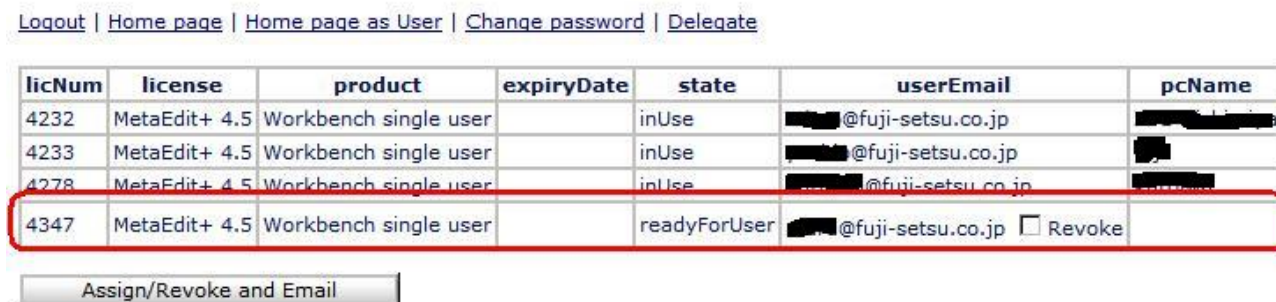 Logout | Home page | Home page as User | Change password | Delegate
licNum license product expiryDate state userEmail pcName
4232 MetaEdit+ 4.5 Workbench single user inUse @fuji-setsu.co.jp
4233 MetaEdit+ 4.5 Workbench single user inUse @fuji-setsu.co.jp
4278 MetaEdit+ 4.5 Workbench single user inUse @fuji-setsu.co.jp
4347 MetaEdit+ 4.5 Workbench single user readyForUser @fuji-setsu.co.jp Revoke
Assign/Revoke and Email